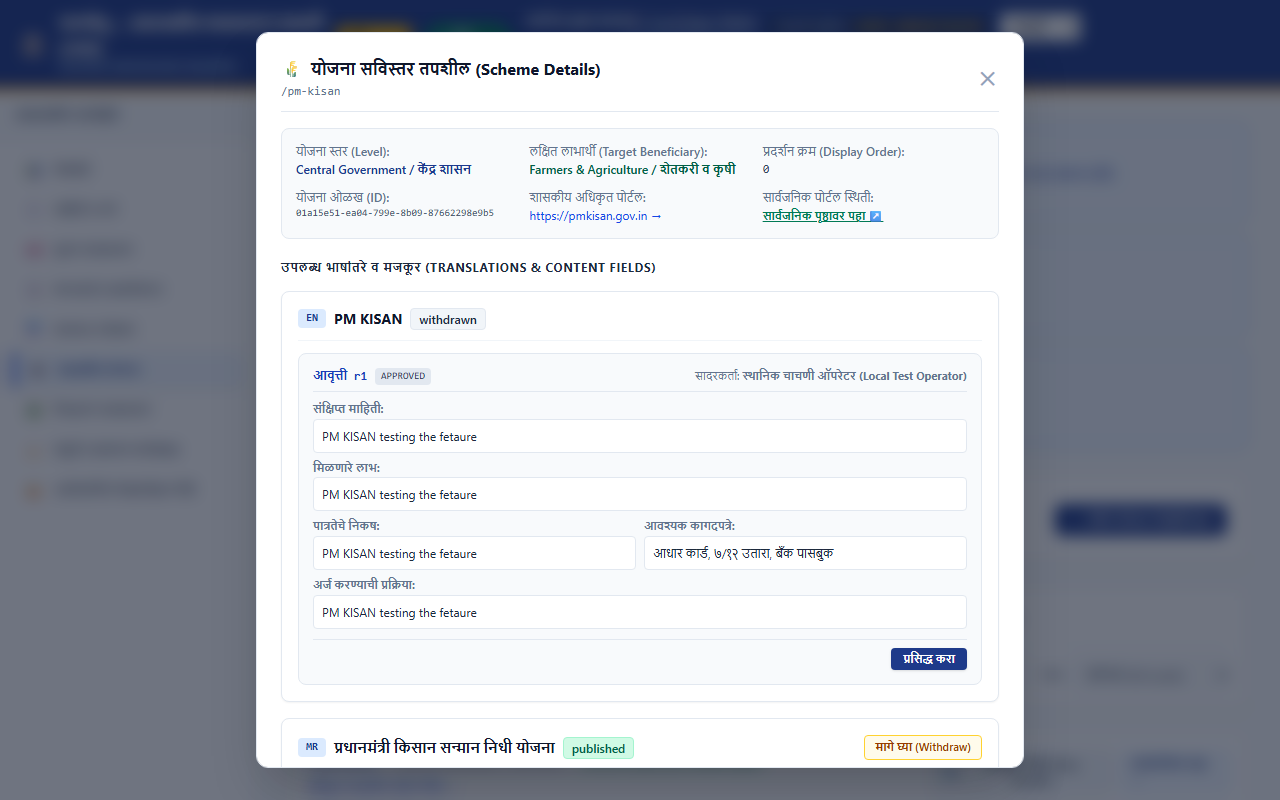 योजना सविस्तर तपशील (Scheme Details)
/pm-kisan
योजना स्तर (Level):
Central Government / केंद्र शासन
लक्षित लाभार्थी (Target Beneficiary):
Farmers & Agriculture / शेतकरी व कृषी
प्रदर्शन क्रम (Display Order):
0
योजना ओळख (ID):
01a15e51-ea04-799e-8b09-87662298e9b5
शासकीय अधिकृत पोर्टल:
https://pmkisan.gov.in →
सार्वजनिक पोर्टल स्थिती:
सार्वजनिक पृष्ठावर पहा ↗
उपलब्ध भाषांतरे व मजकूर (TRANSLATIONS & CONTENT FIELDS)
EN PM KISAN withdrawn
आवृत्ती r1 APPROVED सादरकर्ता: स्थानिक चाचणी ऑपरेटर (Local Test Operator)
संक्षिप्त माहिती:
PM KISAN testing the fetaure
मिळणारे लाभ:
PM KISAN testing the fetaure
पात्रतेचे निकष:
PM KISAN testing the fetaure
आवश्यक कागदपत्रे:
आधार कार्ड, ७/१२ उतारा, बँक पासबुक
अर्ज करण्याची प्रक्रिया:
PM KISAN testing the fetaure
प्रसिद्ध करा
MR प्रधानमंत्री किसान सन्मान निधी योजना published मागे घ्या (Withdraw)